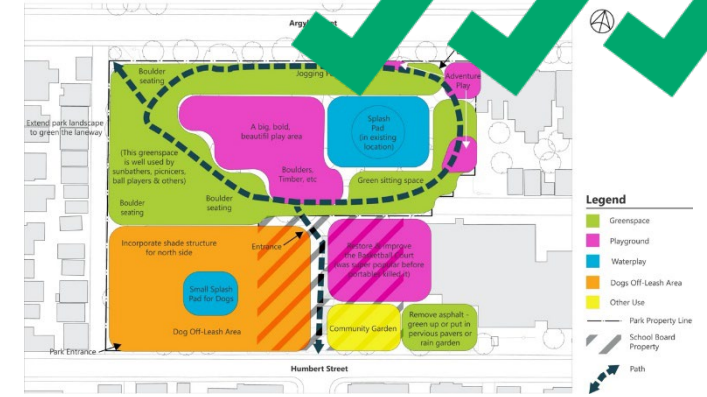 Argyle Street
Boulder
seating
Jogging
Adventure
Play
Extend park landscape
to green the laneway
A big, bold,
beautifil play area
Splash
Pad
(in existing
location)
(This greenspace
is well used by
sunbathers, picnicers,
ball players & others)
Boulders,
Timber, etc
Green sitting space
Boulder
seating
Boulder
seating
Incorporate shade structure
for north side
Entrance
Restore & improve
the Basketball Court
(was super popular before
portables killed it)
Small Splash
Pad for Dogs
Dog Off-Leash Area
Community Garden
Remove asphalt -
green up or put in
pervious pavers or
rain garden
Park Entrance
Humbert Street
Legend
Greenspace
Playground
Waterplay
Dogs Off-Leash Area
Other Use
Park Property Line
School Board
Property
Path